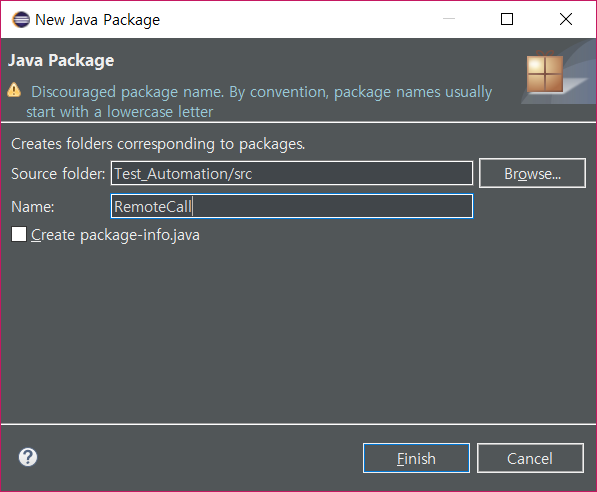 New Java Package
Java Package
Discouraged package name. By convention, package names usually
start with a lowercase letter
Creates folders corresponding to packages.
Source folder: Test_Automation/src Browse...
Name: RemoteCall
Create package-info.java
? Finish Cancel